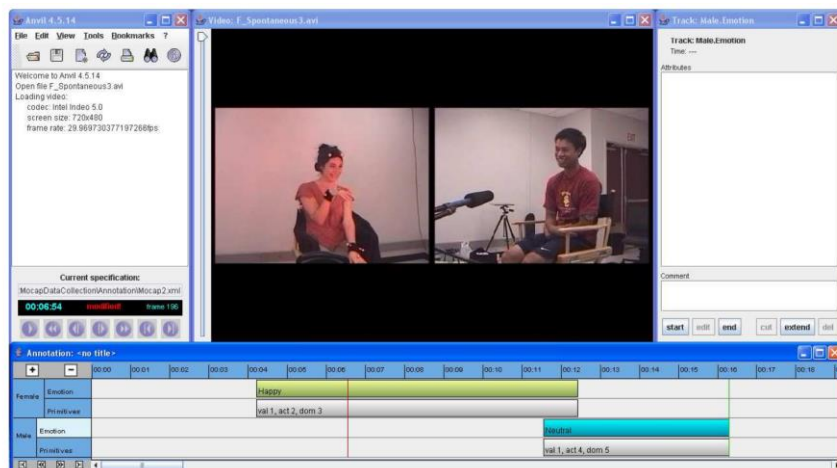 Anvil 4.5.14
File Edit View Tools Bookmarks ?
Welcome to Anvil 4.5.14
Open file F_Spontaneous3.avi
Loading video:
codec: Intel Indeo 5.0
screen size: 720x480
frame rate: 29.969730377197266fps
Current specification:
MocapDataCollection\Annotation\Mocap2.xml
00:06:54 modified! frame 196
Video: F_Spontaneous3.avi
EXIT
Track: Male.Emotion
Track: Male.Emotion
Time: ---
Attributes
Comment
start edit end cut extend del
Annotation: <no title>
00:00 00:01 00:02 00:03 00:04 00:05 00:06 00:07 00:08 00:09 00:10 00:11 00:12 00:13 00:14 00:15 00:16 00:17 00:18
Female Emotion Happy
Primitives val 1, act 2, dom 3
Male Emotion Neutral
Primitives val 1, act 4, dom 5